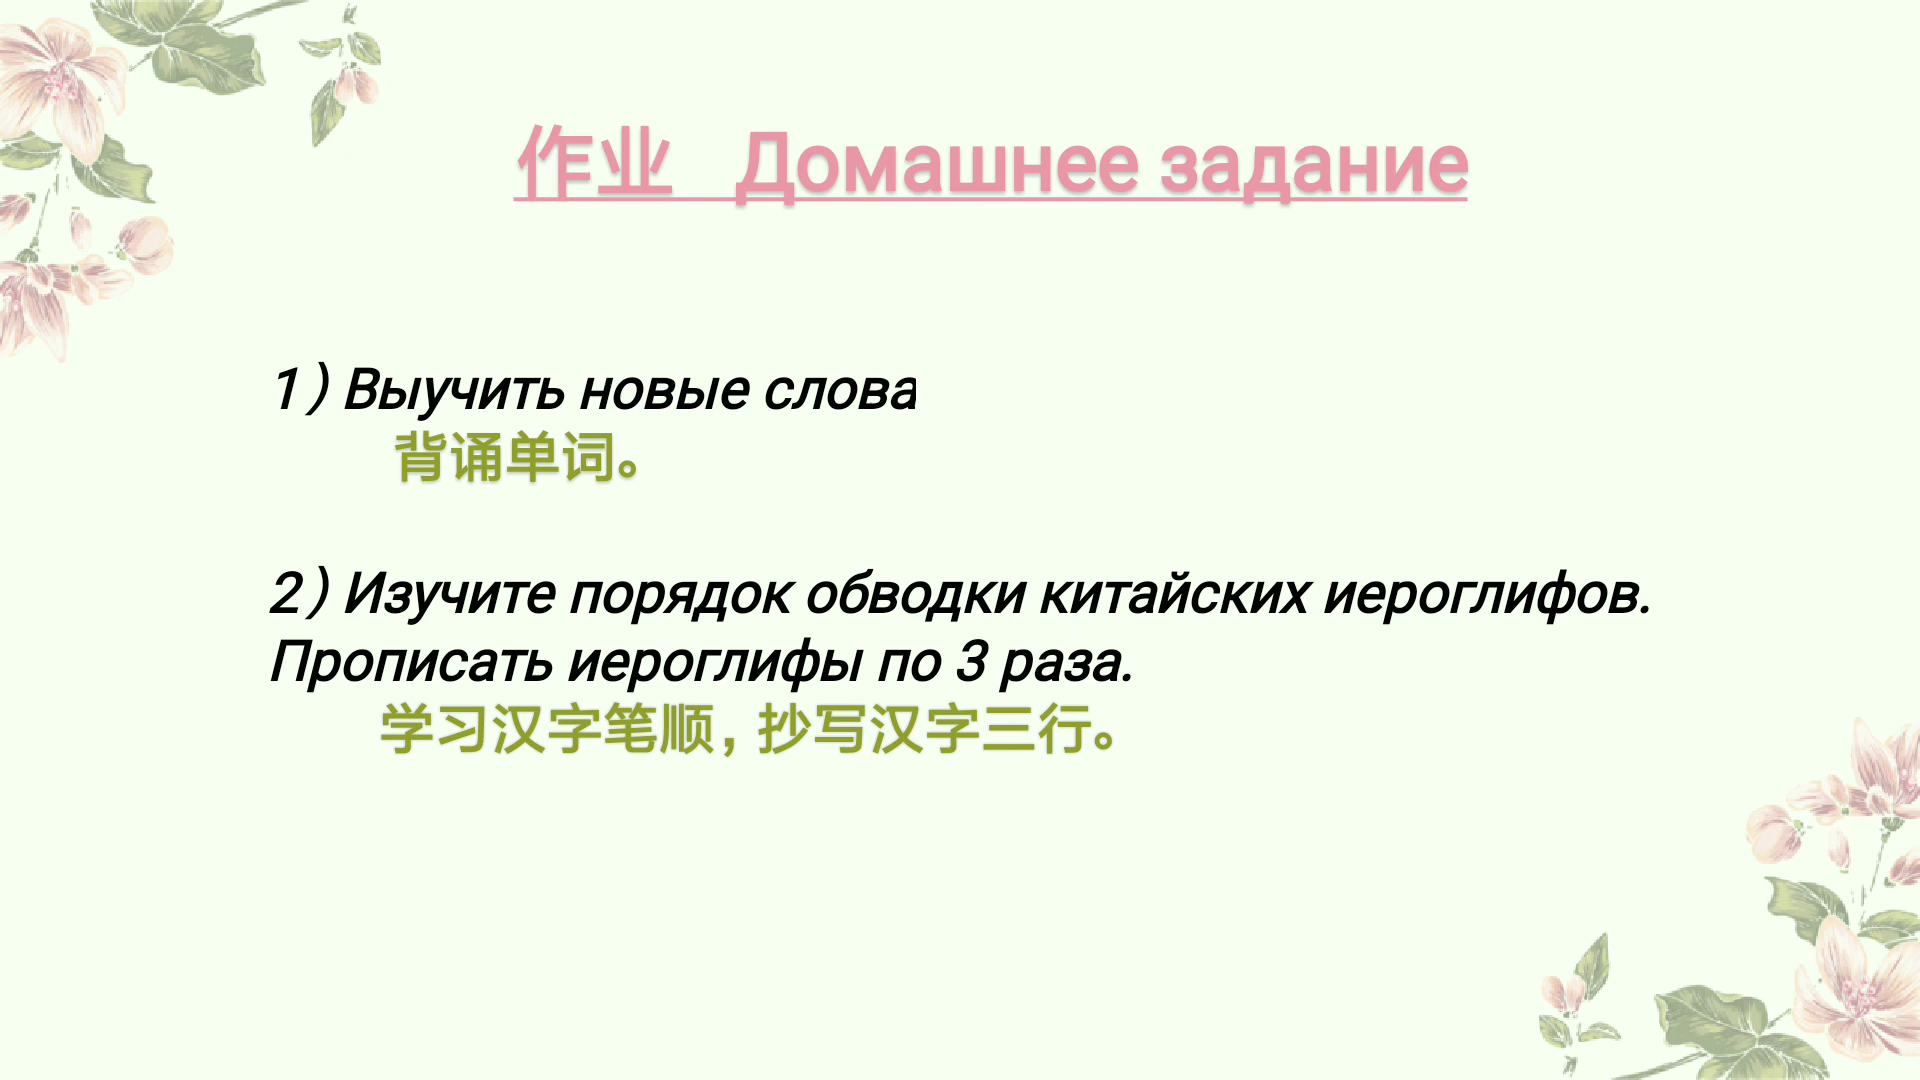 作业 Домашнее задание
1) Выучить новые слова
背诵单词。
2) Изучите порядок обводки китайских иероглифов.
Прописать иероглифы по 3 раза.
学习汉字笔顺，抄写汉字三行。